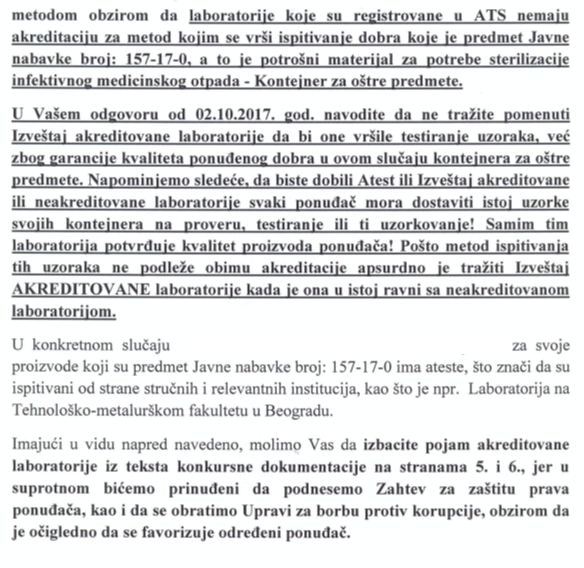 metodom obzirom da laboratorije koje su registrovane u ATS nemaju
akreditaciju za metod kojim se vrši ispitivanje dobra koje je predmet Javne
nabavke broj: 157-17-0, a to je potrošni materijal za potrebe sterilizacije
infektivnog medicinskog otpada - Kontejner za oštre predmete.
U Vašem odgovoru od 02.10.2017. god. navodite da ne tražite pomenuti
Izveštaj akreditovane laboratorije da bi one vršile testiranje uzoraka, već
zbog garancije kvaliteta ponuđenog dobra u ovom slučaju kontejnera za oštre
predmete. Napominjemo sledeće, da biste dobili Atest ili Izveštaj akreditovane
ili neakreditovane laboratorije svaki ponuđač mora dostaviti istoj uzorke
svojih kontejnera na proveru, testiranje ili ti uzorkovanje! Samim tim
laboratorija potvrđuje kvalitet proizvoda ponuđača! Pošto metod ispitivanja
tih uzoraka ne podleže obimu akreditacije apsurdno je tražiti Izveštaj
AKREDITOVANE laboratorije kada je ona u istoj ravni sa neakreditovanom
laboratorijom.
U konkretnom slučaju za svoje
proizvode koji su predmet Javne nabavke broj: 157-17-0 ima ateste, što znači da su
ispitivani od strane stručnih i relevantnih institucija, kao što je npr. Laboratorija na
Tehnološko-metalurškom fakultetu u Beogradu.
Imajući u vidu napred navedeno, molimo Vas da izbacite pojam akreditovane
laboratorije iz teksta konkursne dokumentacije na stranama 5. i 6., jer u
suprotnom bićemo prinuđeni da podnesemo Zahtev za zaštitu prava
ponuđača, kao i da se obratimo Upravi za borbu protiv korupcije, obzirom da
je očigledno da se favorizuje određeni ponuđač.